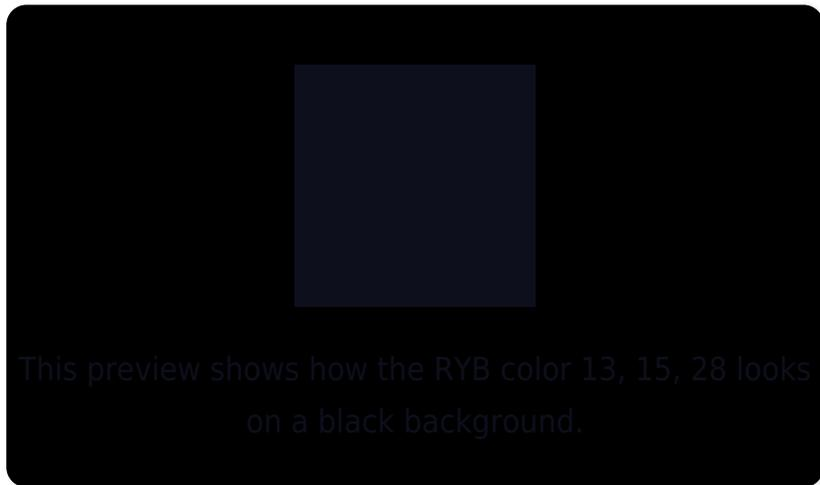 This preview shows how the RYB color 13, 15, 28 looks
on a black background.